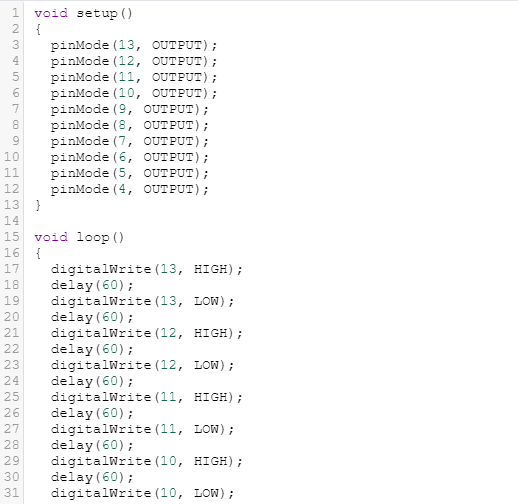 1 void setup()
2 {
3   pinMode(13, OUTPUT);
4   pinMode(12, OUTPUT);
5   pinMode(11, OUTPUT);
6   pinMode(10, OUTPUT);
7   pinMode(9, OUTPUT);
8   pinMode(8, OUTPUT);
9   pinMode(7, OUTPUT);
10   pinMode(6, OUTPUT);
11   pinMode(5, OUTPUT);
12   pinMode(4, OUTPUT);
13 }
14
15 void loop()
16 {
17   digitalWrite(13, HIGH);
18   delay(60);
19   digitalWrite(13, LOW);
20   delay(60);
21   digitalWrite(12, HIGH);
22   delay(60);
23   digitalWrite(12, LOW);
24   delay(60);
25   digitalWrite(11, HIGH);
26   delay(60);
27   digitalWrite(11, LOW);
28   delay(60);
29   digitalWrite(10, HIGH);
30   delay(60);
31   digitalWrite(10, LOW);